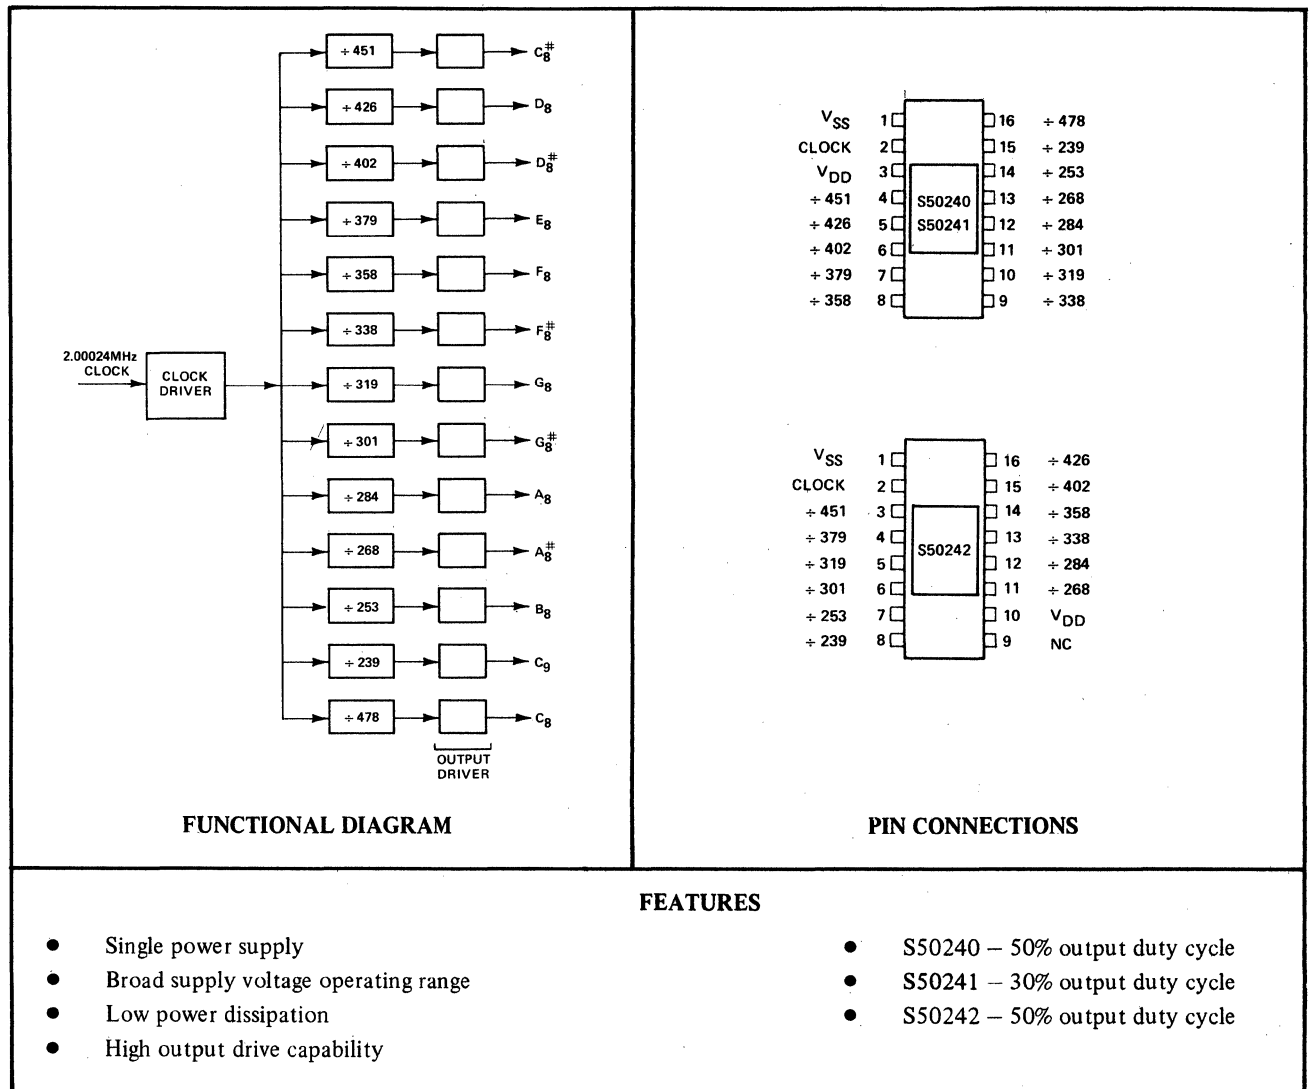 ÷ 451 C8#
÷ 426 D8
÷ 402 D8#
÷ 379 E8
÷ 358 F8
÷ 338 F8#
2.00024MHz
CLOCK
CLOCK
DRIVER
÷ 319 G8
÷ 301 G8#
÷ 284 A8
÷ 268 A8#
÷ 253 B8
÷ 239 C9
÷ 478 C8
OUTPUT
DRIVER
FUNCTIONAL DIAGRAM
VSS 1 16 ÷ 478
CLOCK 2 15 ÷ 239
VDD 3 14 ÷ 253
÷ 451 4 S50240 13 ÷ 268
÷ 426 5 S50241 12 ÷ 284
÷ 402 6 11 ÷ 301
÷ 379 7 10 ÷ 319
÷ 358 8 9 ÷ 338
VSS 1 16 ÷ 426
CLOCK 2 15 ÷ 402
÷ 451 3 14 ÷ 358
÷ 379 4 S50242 13 ÷ 338
÷ 319 5 12 ÷ 284
÷ 301 6 11 ÷ 268
÷ 253 7 10 VDD
÷ 239 8 9 NC
PIN CONNECTIONS
FEATURES
● Single power supply
● Broad supply voltage operating range
● Low power dissipation
● High output drive capability
● S50240 – 50% output duty cycle
● S50241 – 30% output duty cycle
● S50242 – 50% output duty cycle